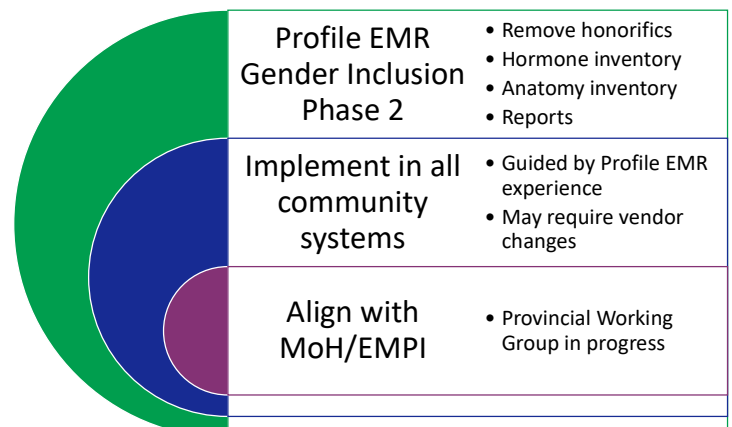 Profile EMR
Gender Inclusion
Phase 2
• Remove honorifics
• Hormone inventory
• Anatomy inventory
• Reports
Implement in all
community
systems
• Guided by Profile EMR
experience
• May require vendor
changes
Align with
MoH/EMPI
• Provincial Working
Group in progress